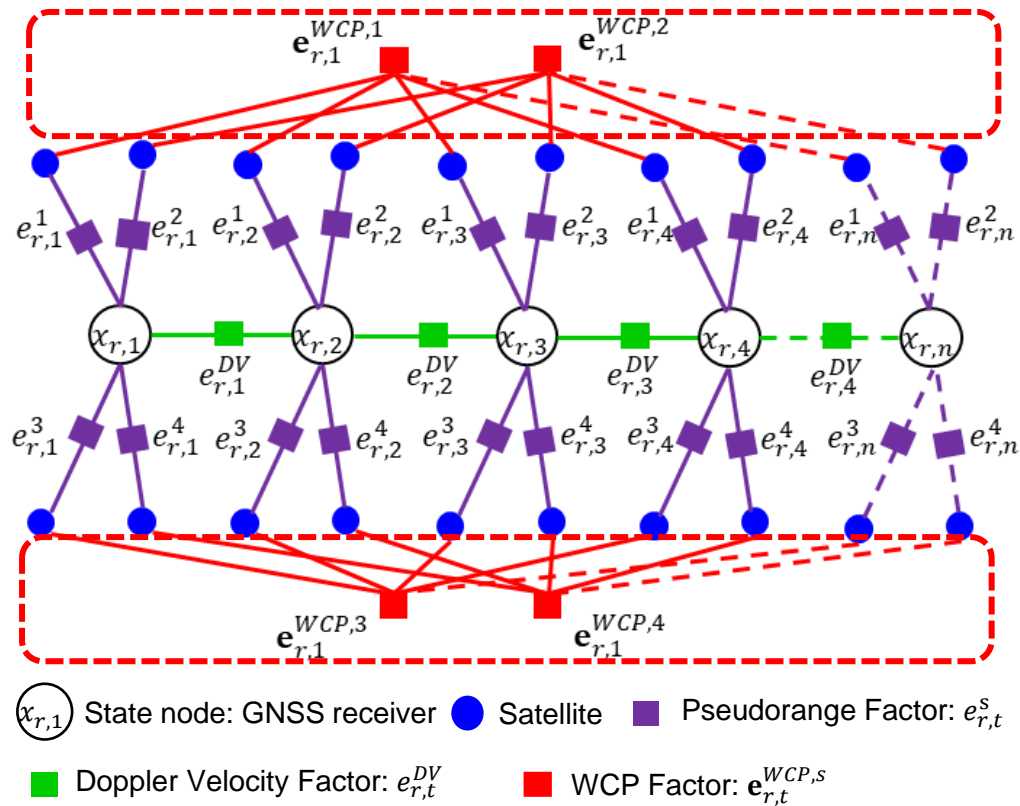 𝐞_{r,1}^{WCP,1} 𝐞_{r,1}^{WCP,2}
e_{r,1}^{1} e_{r,1}^{2} e_{r,2}^{1} e_{r,2}^{2} e_{r,3}^{1} e_{r,3}^{2} e_{r,4}^{1} e_{r,4}^{2} e_{r,n}^{1} e_{r,n}^{2}
x_{r,1} x_{r,2} x_{r,3} x_{r,4} x_{r,n}
e_{r,1}^{DV} e_{r,2}^{DV} e_{r,3}^{DV} e_{r,4}^{DV}
e_{r,1}^{3} e_{r,1}^{4} e_{r,2}^{3} e_{r,2}^{4} e_{r,3}^{3} e_{r,3}^{4} e_{r,4}^{3} e_{r,4}^{4} e_{r,n}^{3} e_{r,n}^{4}
𝐞_{r,1}^{WCP,3} 𝐞_{r,1}^{WCP,4}
x_{r,1} State node: GNSS receiver Satellite Pseudorange Factor: e_{r,t}^{s}
Doppler Velocity Factor: e_{r,t}^{DV} WCP Factor: 𝐞_{r,t}^{WCP,s}